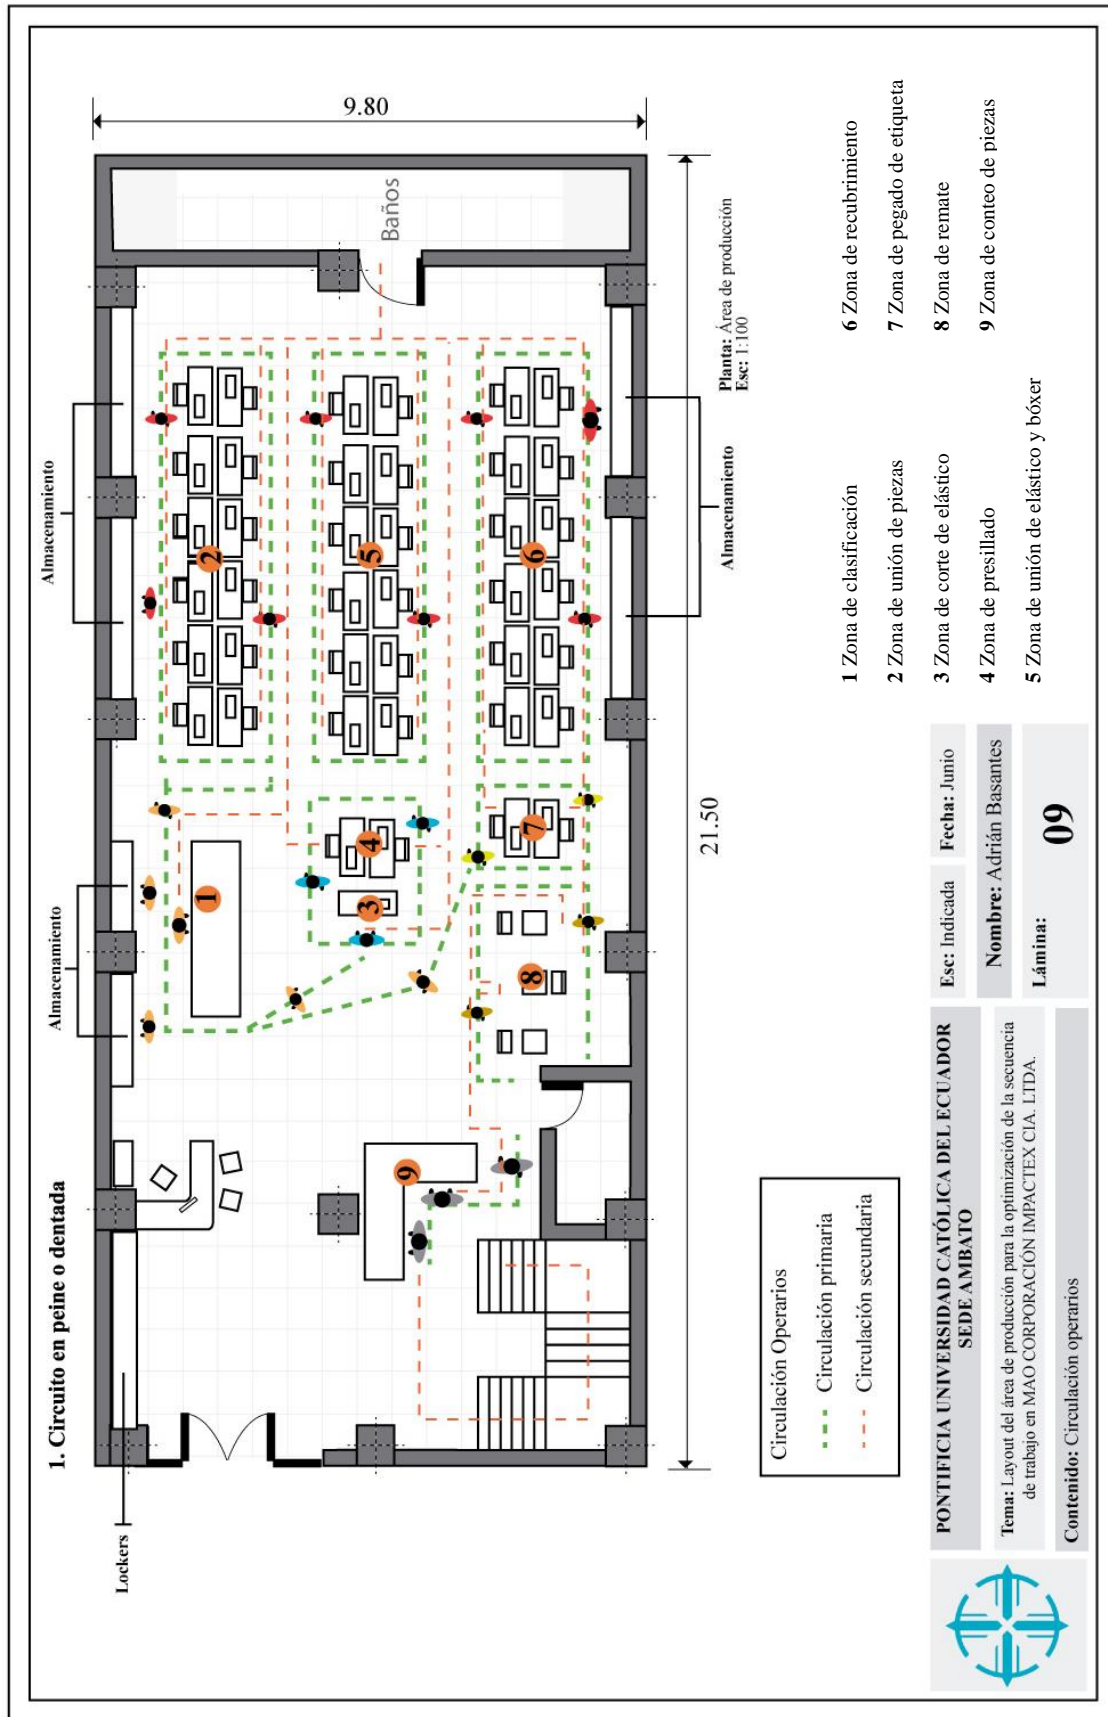 1. Circuito en peine o dentada
Lockers
Almacenamiento
Almacenamiento
9.80
Baños
1
2
3
4
5
6
7
8
9
Almacenamiento
21.50
Planta: Área de producción
Esc: 1:100
Circulación Operarios
Circulación primaria
Circulación secundaria
1 Zona de clasificación
2 Zona de unión de piezas
3 Zona de corte de elástico
4 Zona de presillado
5 Zona de unión de elástico y bóxer
6 Zona de recubrimiento
7 Zona de pegado de etiqueta
8 Zona de remate
9 Zona de conteo de piezas
PONTIFICIA UNIVERSIDAD CATÓLICA DEL ECUADOR
SEDE AMBATO
Tema: Layout del área de producción para la optimización de la secuencia
de trabajo en MAO CORPORACIÓN IMPACTEX CIA. LTDA.
Contenido: Circulación operarios
Esc: Indicada
Fecha: Junio
Nombre: Adrián Basantes
Lámina:
09